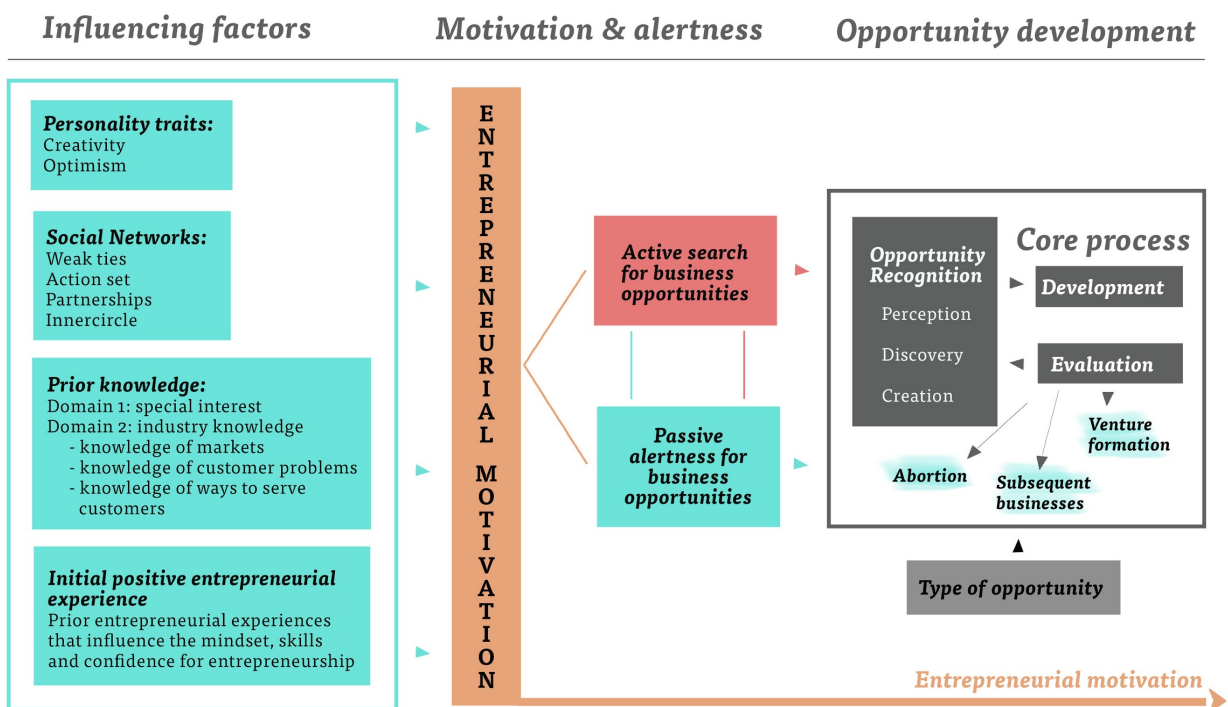 Influencing factors
Motivation & alertness
Opportunity development
Personality traits:
Creativity
Optimism
Social Networks:
Weak ties
Action set
Partnerships
Innercircle
Prior knowledge:
Domain 1: special interest
Domain 2: industry knowledge
- knowledge of markets
- knowledge of customer problems
- knowledge of ways to serve
customers
Initial positive entrepreneurial
experience
Prior entrepreneurial experiences
that influence the mindset, skills
and confidence for entrepreneurship
ENTREPRENEURIAL MOTIVATION
Active search
for business
opportunities
Passive
alertness for
business
opportunities
Core process
Opportunity
Recognition
Perception
Discovery
Creation
Development
Evaluation
Venture
formation
Abortion
Subsequent
businesses
Type of opportunity
Entrepreneurial motivation